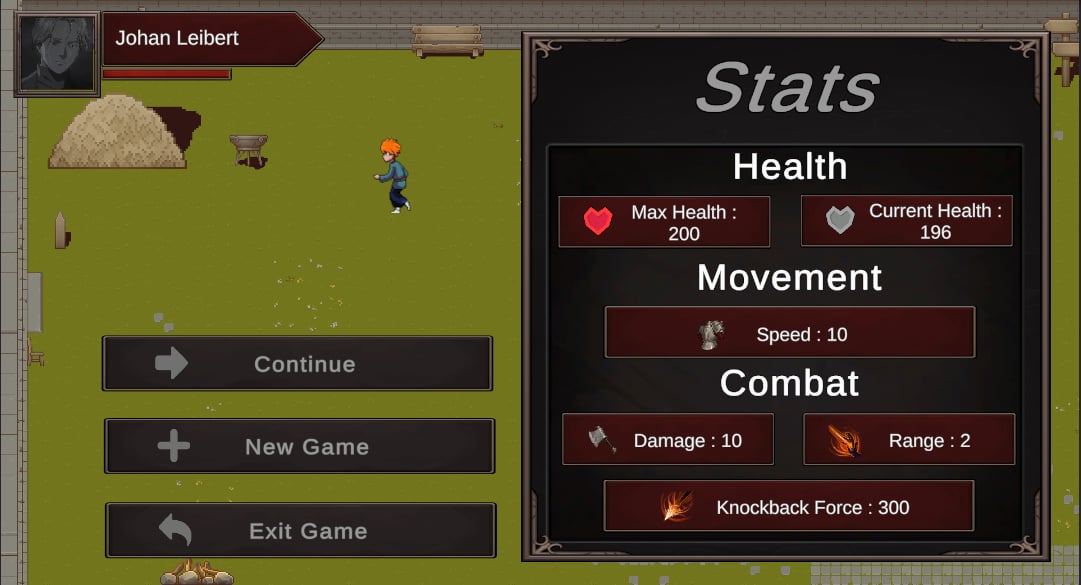 Johan Leibert
Stats
Health
Max Health :
200
Current Health :
196
Movement
Speed : 10
Combat
Damage : 10
Range : 2
Knockback Force : 300
Continue
New Game
Exit Game